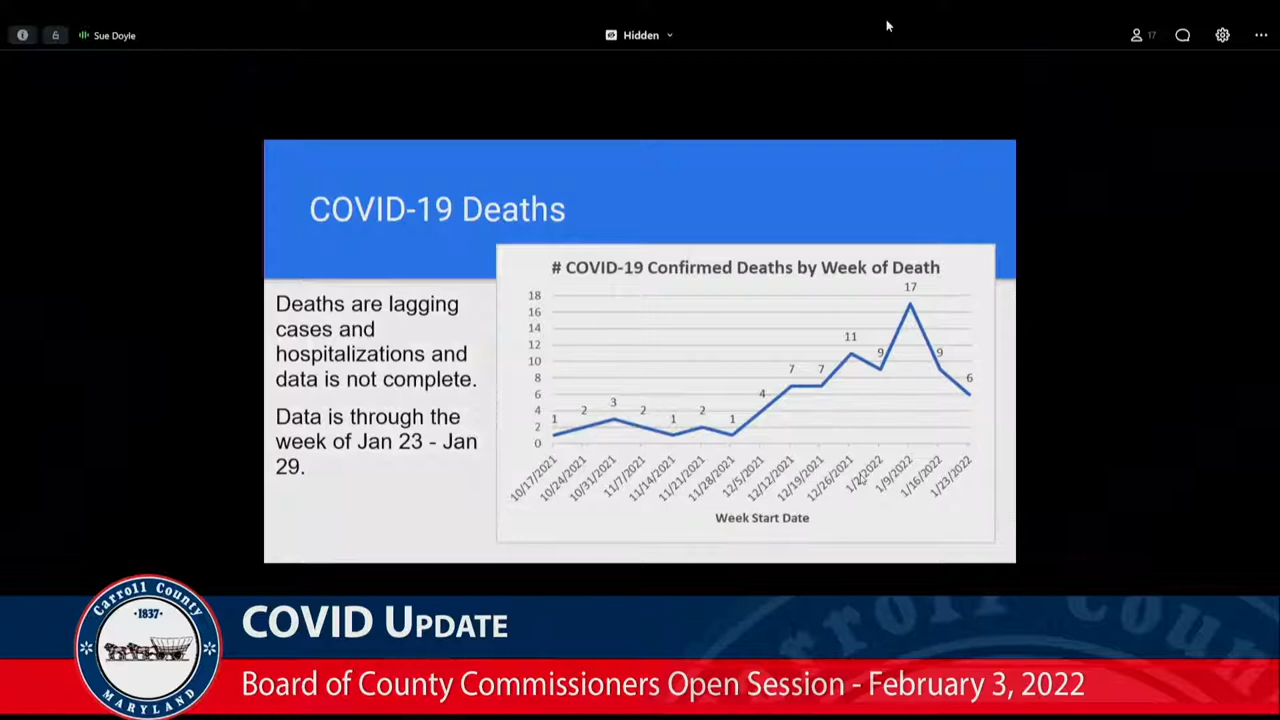 Sue Doyle
Hidden
17
COVID-19 Deaths
Deaths are lagging
cases and
hospitalizations and
data is not complete.
Data is through the
week of Jan 23 - Jan
29.
# COVID-19 Confirmed Deaths by Week of Death
18
16
14
12
10
8
6
4
2
0
1
2
3
2
1
2
1
4
7
7
11
9
17
9
6
10/17/2021
10/24/2021
10/31/2021
11/7/2021
11/14/2021
11/21/2021
11/28/2021
12/5/2021
12/12/2021
12/19/2021
12/26/2021
1/2/2022
1/9/2022
1/16/2022
1/23/2022
Week Start Date
Carroll County
·1837·
MARYLAND
COVID UPDATE
Board of County Commissioners Open Session - February 3, 2022